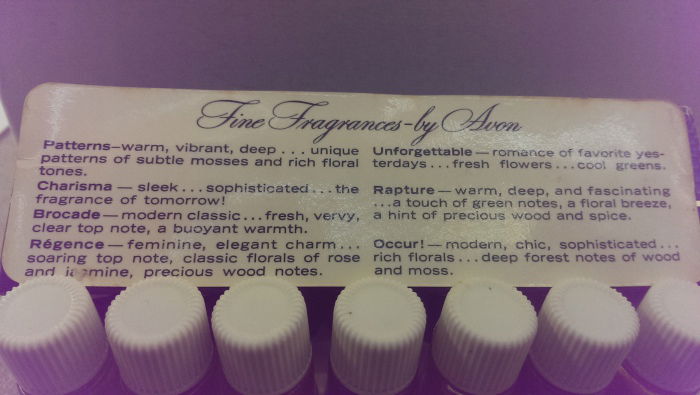 Fine Fragrances-by Avon
Patterns—warm, vibrant, deep ... unique
patterns of subtle mosses and rich floral
tones.
Charisma — sleek ... sophisticated ... the
fragrance of tomorrow!
Brocade — modern classic ... fresh, vervy,
clear top note, a buoyant warmth.
Régence — feminine, elegant charm ...
soaring top note, classic florals of rose
and jasmine, precious wood notes.
Unforgettable — romance of favorite yes-
terdays ... fresh flowers ... cool greens.
Rapture — warm, deep, and fascinating
... a touch of green notes, a floral breeze,
a hint of precious wood and spice.
Occur! — modern, chic, sophisticated ...
rich florals ... deep forest notes of wood
and moss.